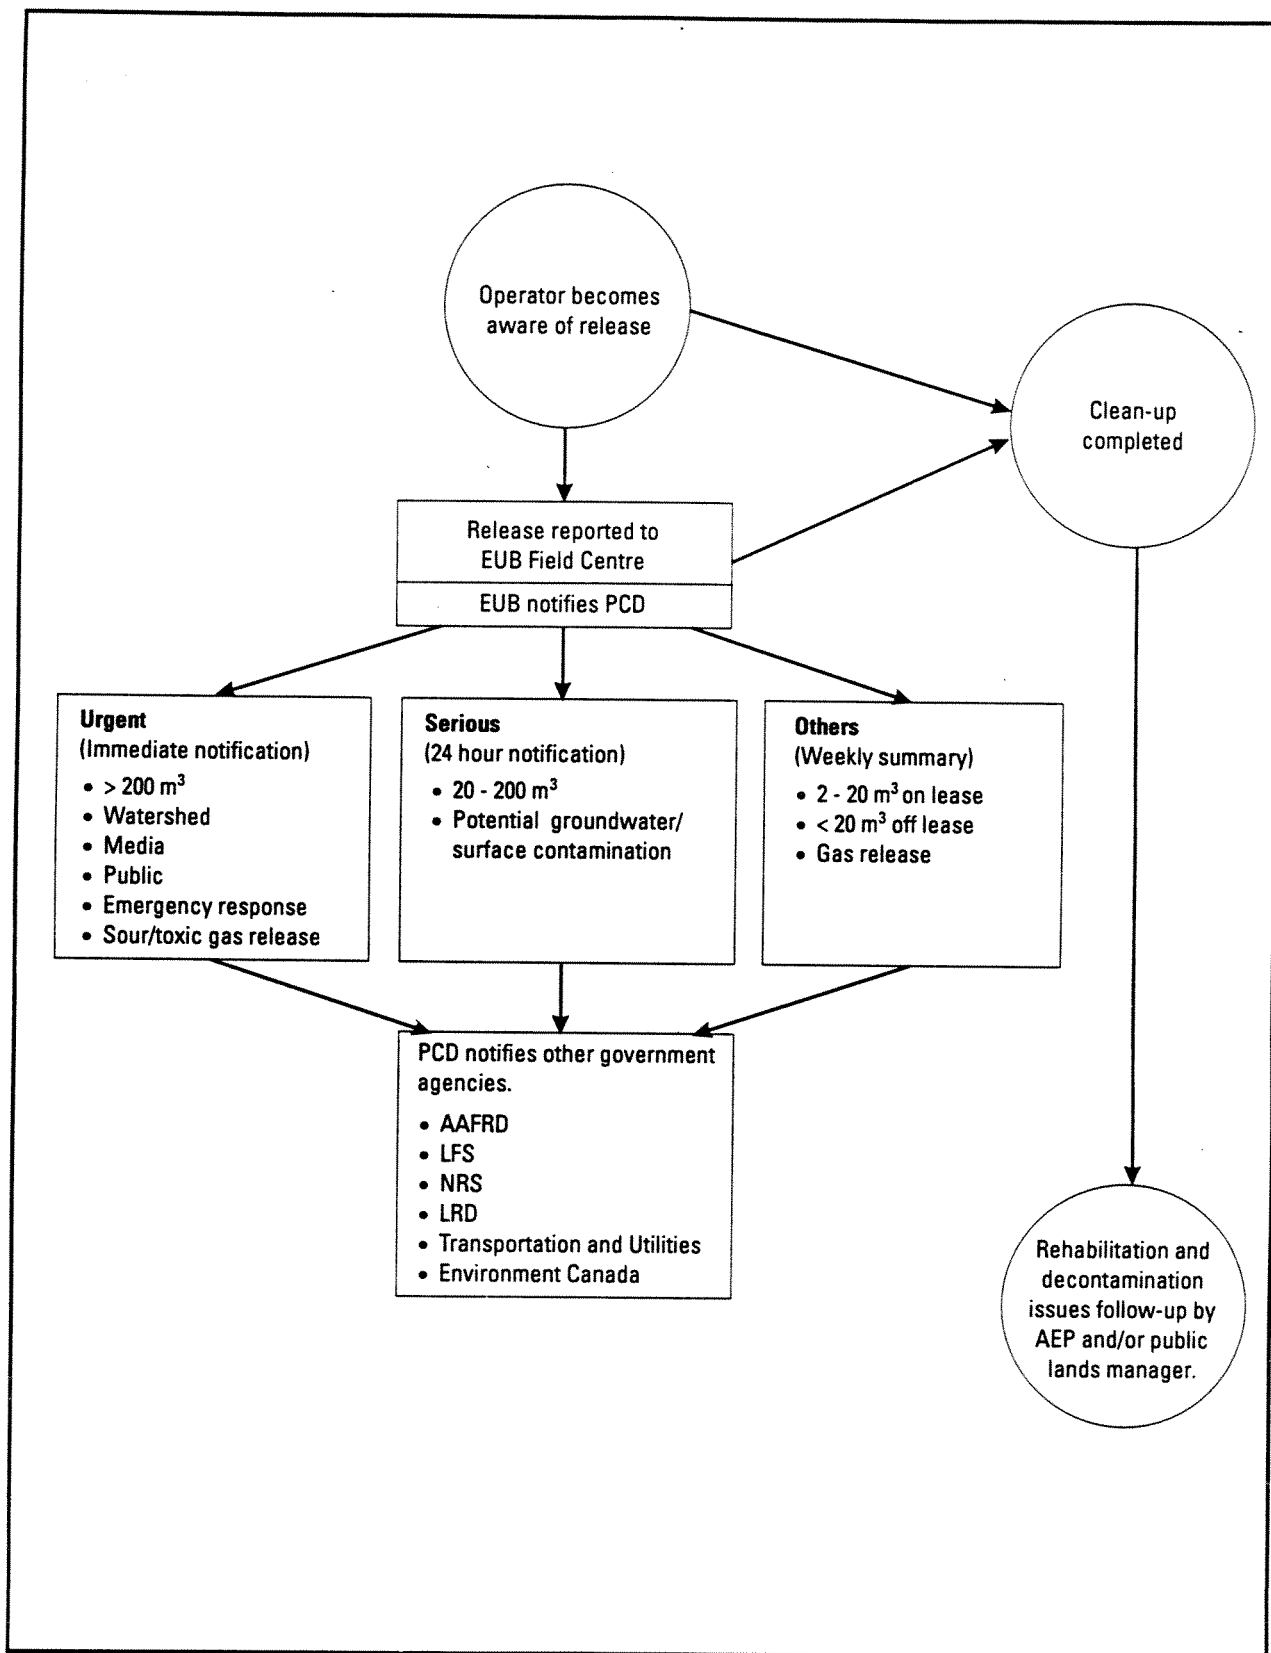 Operator becomes
aware of release
Clean-up
completed
Release reported to
EUB Field Centre
EUB notifies PCD
Urgent
(Immediate notification)
• > 200 m³
• Watershed
• Media
• Public
• Emergency response
• Sour/toxic gas release
Serious
(24 hour notification)
• 20 - 200 m³
• Potential groundwater/
surface contamination
Others
(Weekly summary)
• 2 - 20 m³ on lease
• < 20 m³ off lease
• Gas release
PCD notifies other government
agencies.
• AAFRD
• LFS
• NRS
• LRD
• Transportation and Utilities
• Environment Canada
Rehabilitation and
decontamination
issues follow-up by
AEP and/or public
lands manager.